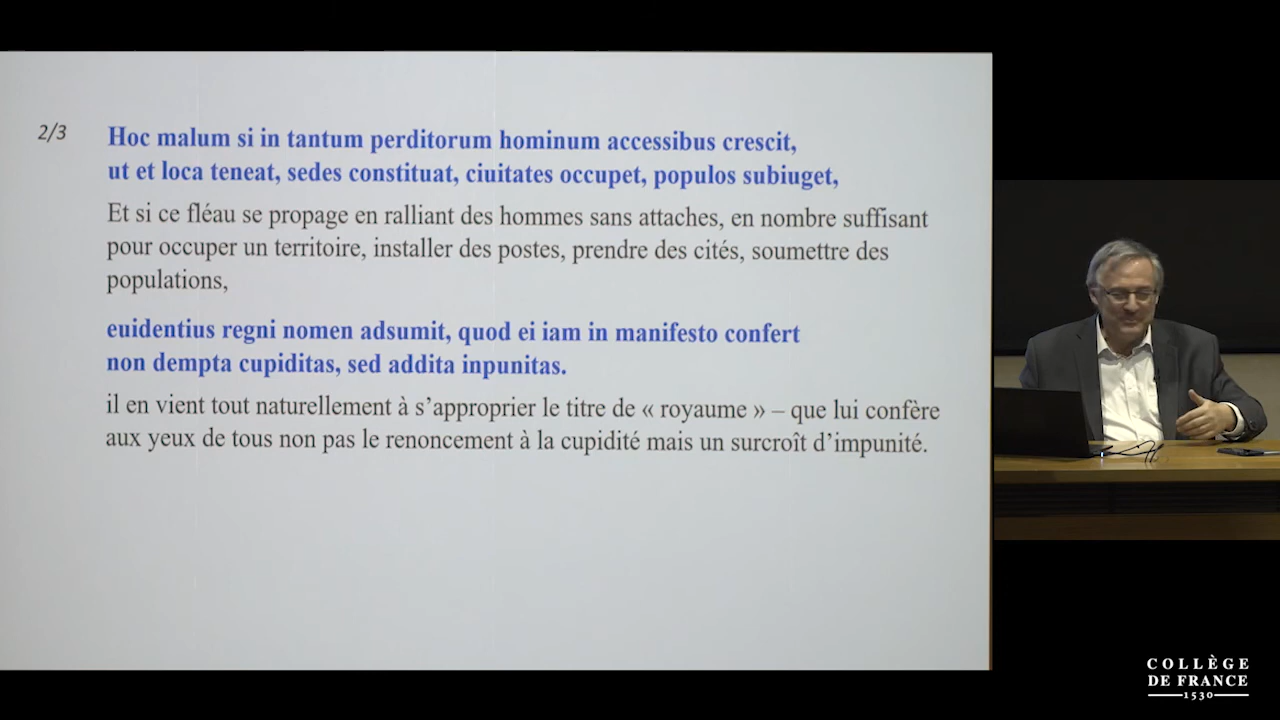 2/3
Hoc malum si in tantum perditorum hominum accessibus crescit,
ut et loca teneat, sedes constituat, ciuitates occupet, populos subiuget,
Et si ce fléau se propage en ralliant des hommes sans attaches, en nombre suffisant
pour occuper un territoire, installer des postes, prendre des cités, soumettre des
populations,
euidentius regni nomen adsumit, quod ei iam in manifesto confert
non dempta cupiditas, sed addita inpunitas.
il en vient tout naturellement à s’approprier le titre de « royaume » – que lui confère
aux yeux de tous non pas le renoncement à la cupidité mais un surcroît d’impunité.
COLLÈGE
DE FRANCE
1530